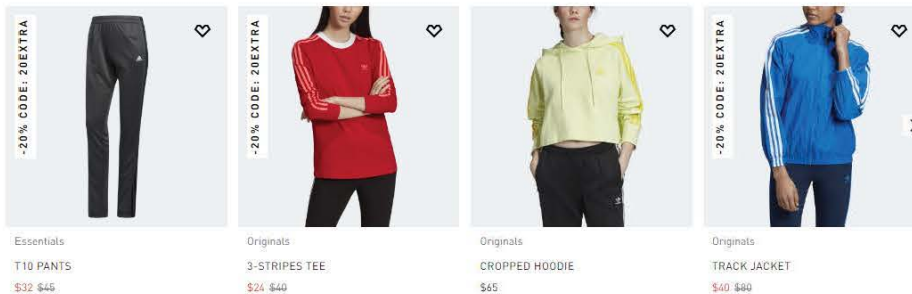 -20% CODE: 20EXTRA
Essentials
T10 PANTS
$32 $45
-20% CODE: 20EXTRA
Originals
3-STRIPES TEE
$24 $40
Originals
CROPPED HOODIE
$65
-20% CODE: 20EXTRA
Originals
TRACK JACKET
$40 $80